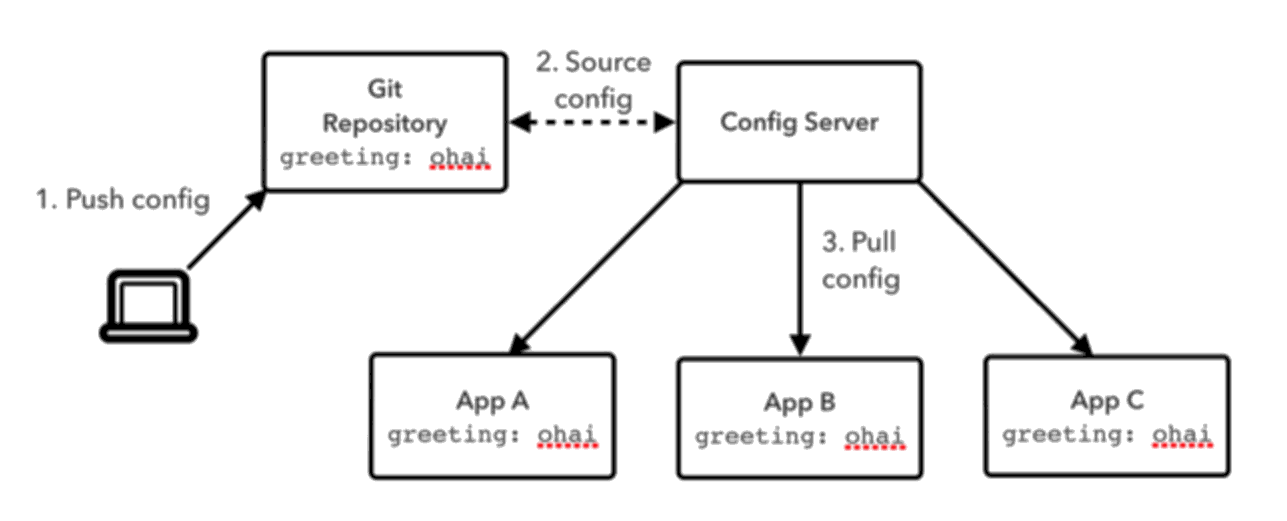 Git
Repository
greeting: ohai
2. Source
config
Config Server
1. Push config
3. Pull
config
App A
greeting: ohai
App B
greeting: ohai
App C
greeting: ohai